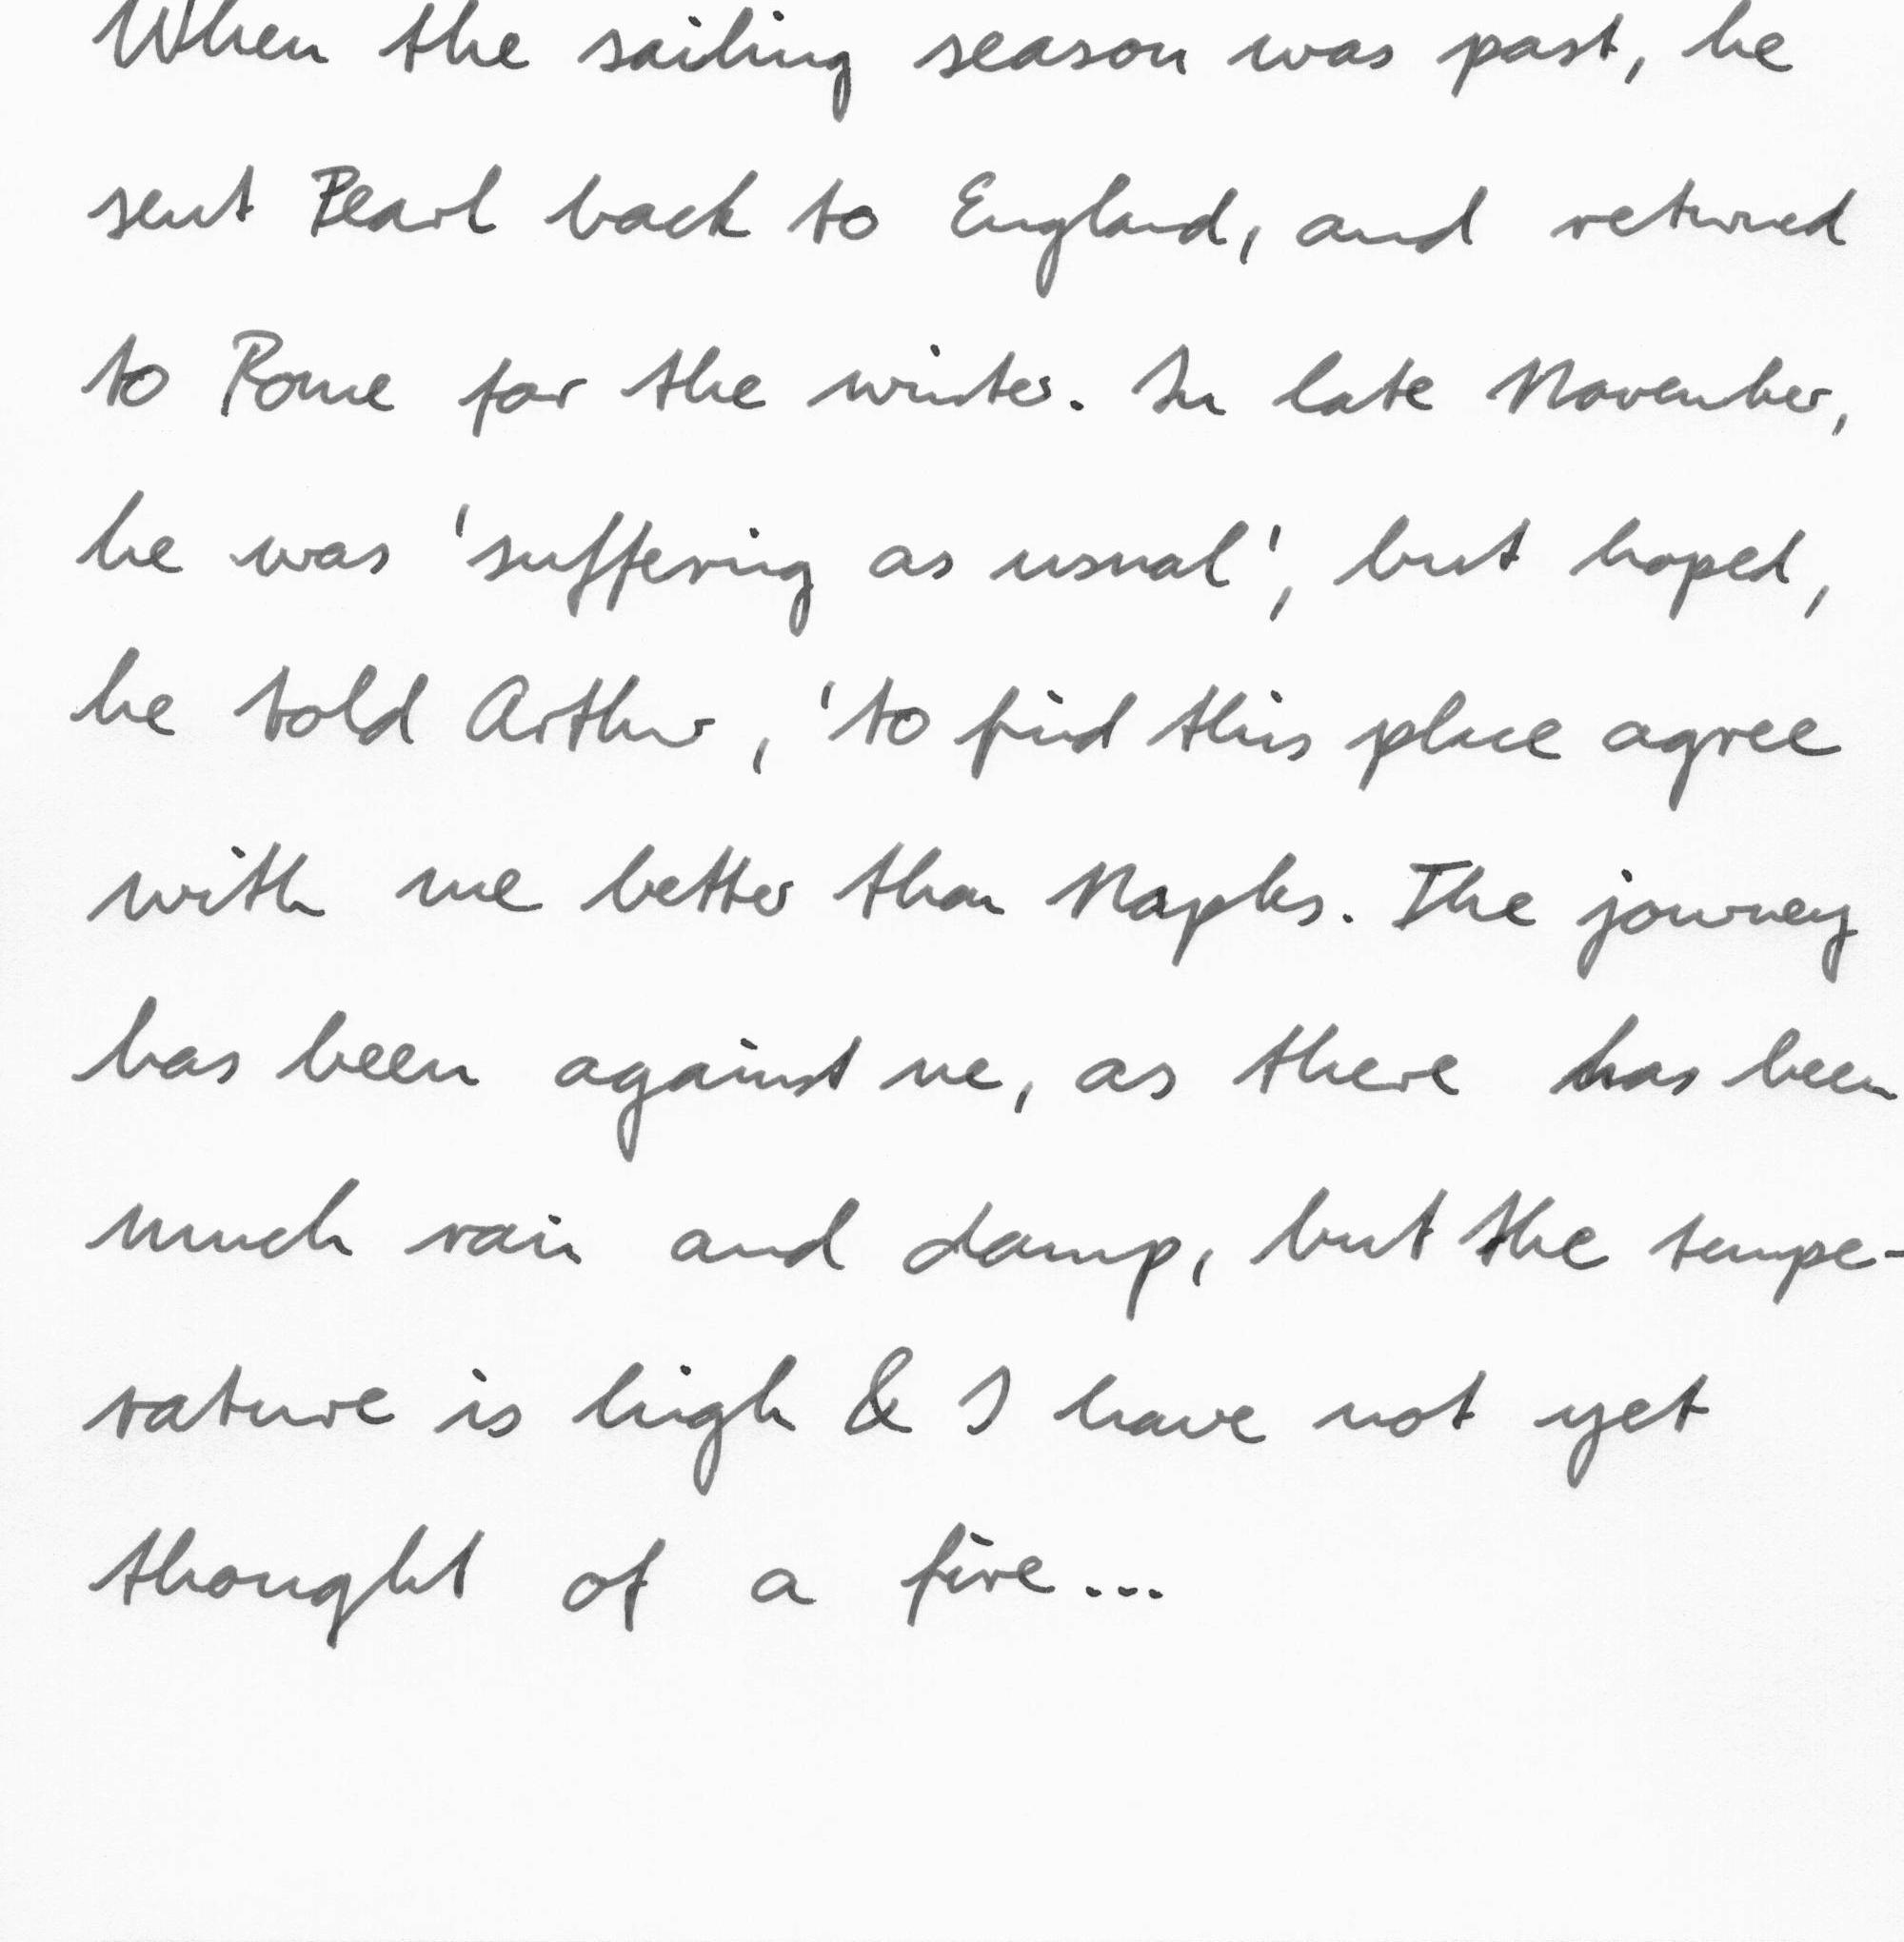 When the sailing season was past, he
sent Pearl back to England, and returned
to Rome for the winter. In late November,
he was 'suffering as usual', but hoped,
he told Arthur, 'to find this place agree
with me better than Naples. The journey
has been against me, as there has been
much rain and damp, but the tempe-
rature is high & I have not yet
thought of a fire...